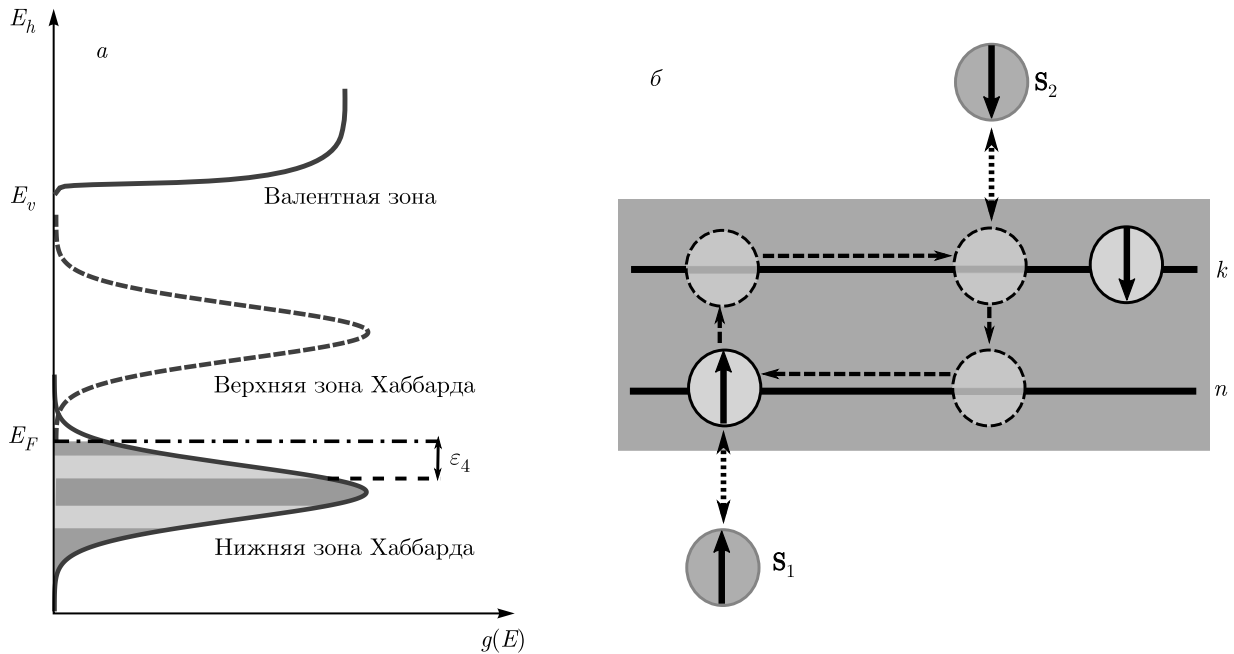 E_h
а
E_v
Валентная зона
Верхняя зона Хаббарда
E_F
ε_4
Нижняя зона Хаббарда
g(E)
б
S_2
k
n
S_1